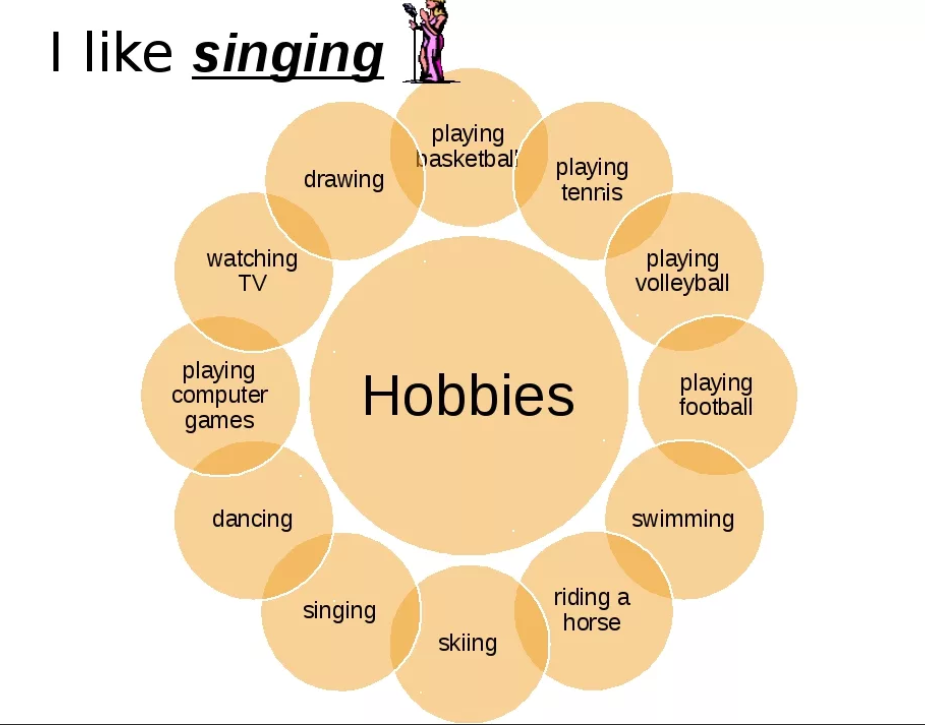 I like singing
playing
basketball
playing
tennis
playing
volleyball
playing
football
swimming
riding a
horse
skiing
singing
dancing
playing
computer
games
watching
TV
drawing
Hobbies